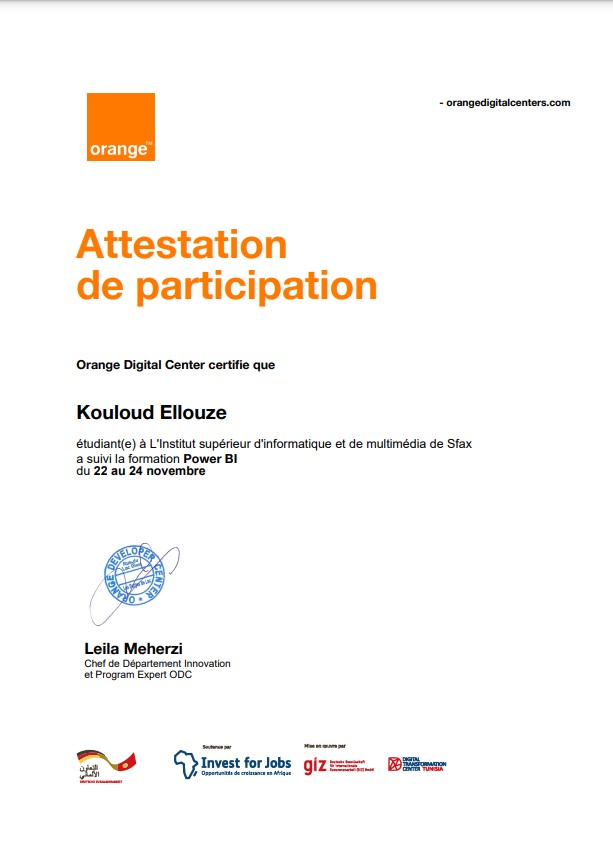 - orangedigitalcenters.com
orange™
Attestation
de participation
Orange Digital Center certifie que
Kouloud Ellouze
étudiant(e) à L'Institut supérieur d'informatique et de multimédia de Sfax
a suivi la formation Power BI
du 22 au 24 novembre
ORANGE DEVELOPER CENTER
Leila Meherzi
Chef de Département Innovation
et Program Expert ODC
Soutenue par
Mise en œuvre par
التعاون
الألماني
DEUTSCHE ZUSAMMENARBEIT
Invest for Jobs
Opportunités de croissance en Afrique
giz
Deutsche Gesellschaft
für Internationale
Zusammenarbeit (GIZ) GmbH
DIGITAL
TRANSFORMATION
CENTER TUNISIA